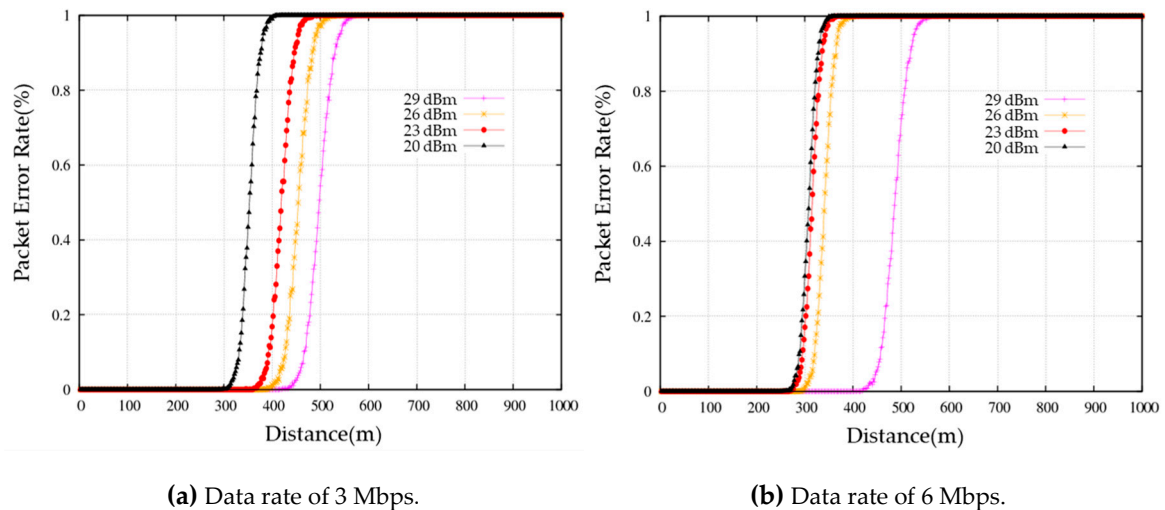 1
0.8
0.6
0.4
0.2
0
Packet Error Rate(%)
29 dBm
26 dBm
23 dBm
20 dBm
0 100 200 300 400 500 600 700 800 900 1000
Distance(m)
(a) Data rate of 3 Mbps.
1
0.8
0.6
0.4
0.2
0
Packet Error Rate(%)
29 dBm
26 dBm
23 dBm
20 dBm
0 100 200 300 400 500 600 700 800 900 1000
Distance(m)
(b) Data rate of 6 Mbps.